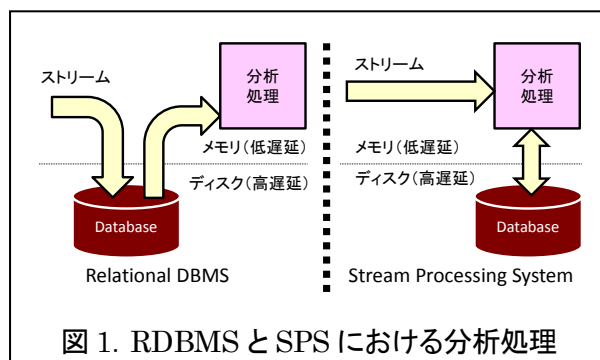 ストリーム
分析
処理
メモリ(低遅延)
ディスク(高遅延)
Database
Relational DBMS
ストリーム
分析
処理
メモリ(低遅延)
ディスク(高遅延)
Database
Stream Processing System
図 1. RDBMS と SPS における分析処理